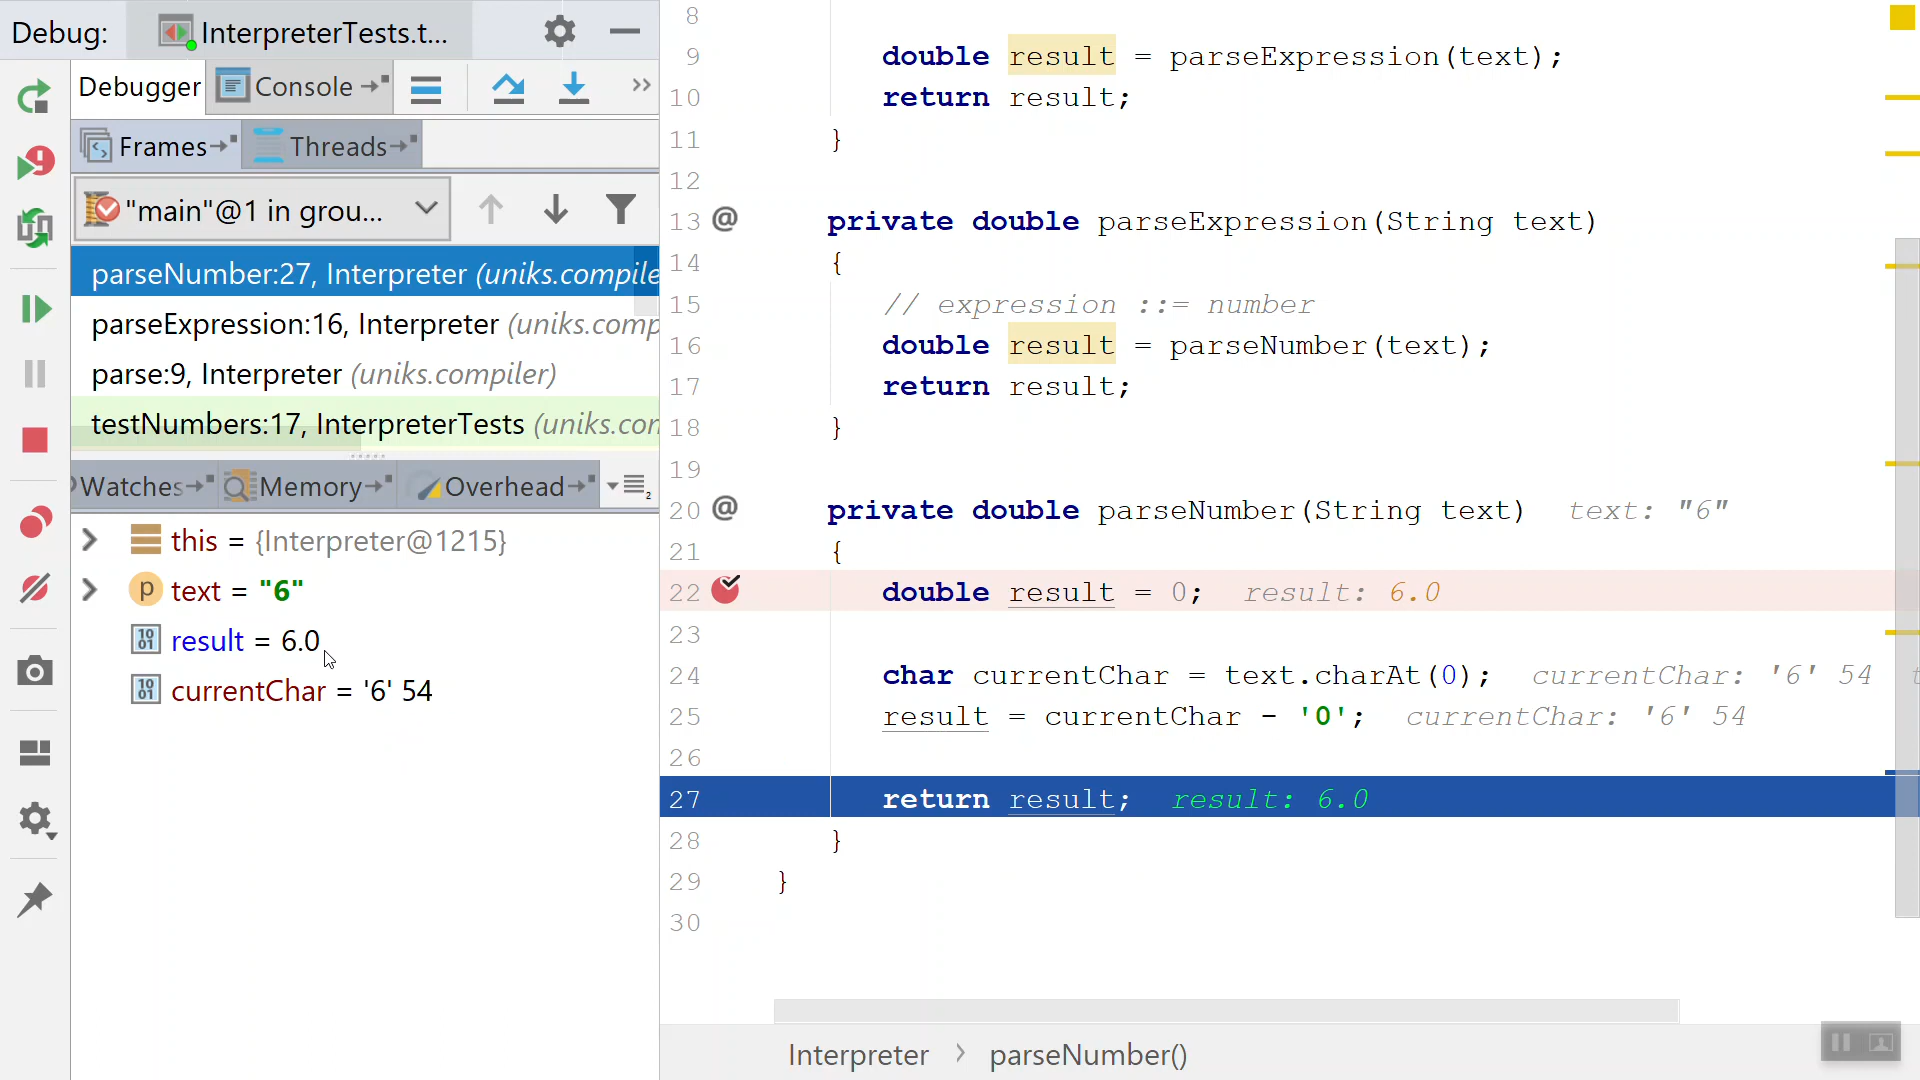 Debug: InterpreterTests.t...
Debugger Console
Frames Threads
"main"@1 in grou...
parseNumber:27, Interpreter (uniks.compile
parseExpression:16, Interpreter (uniks.comp
parse:9, Interpreter (uniks.compiler)
testNumbers:17, InterpreterTests (uniks.con
Watches Memory Overhead
this = {Interpreter@1215}
text = "6"
result = 6.0
currentChar = '6' 54
8
9 double result = parseExpression(text);
10 return result;
11 }
12
13 @ private double parseExpression(String text)
14 {
15 // expression ::= number
16 double result = parseNumber(text);
17 return result;
18 }
19
20 @ private double parseNumber(String text) text: "6"
21 {
22 double result = 0; result: 6.0
23
24 char currentChar = text.charAt(0); currentChar: '6' 54
25 result = currentChar - '0'; currentChar: '6' 54
26
27 return result; result: 6.0
28 }
29 }
30
Interpreter > parseNumber()